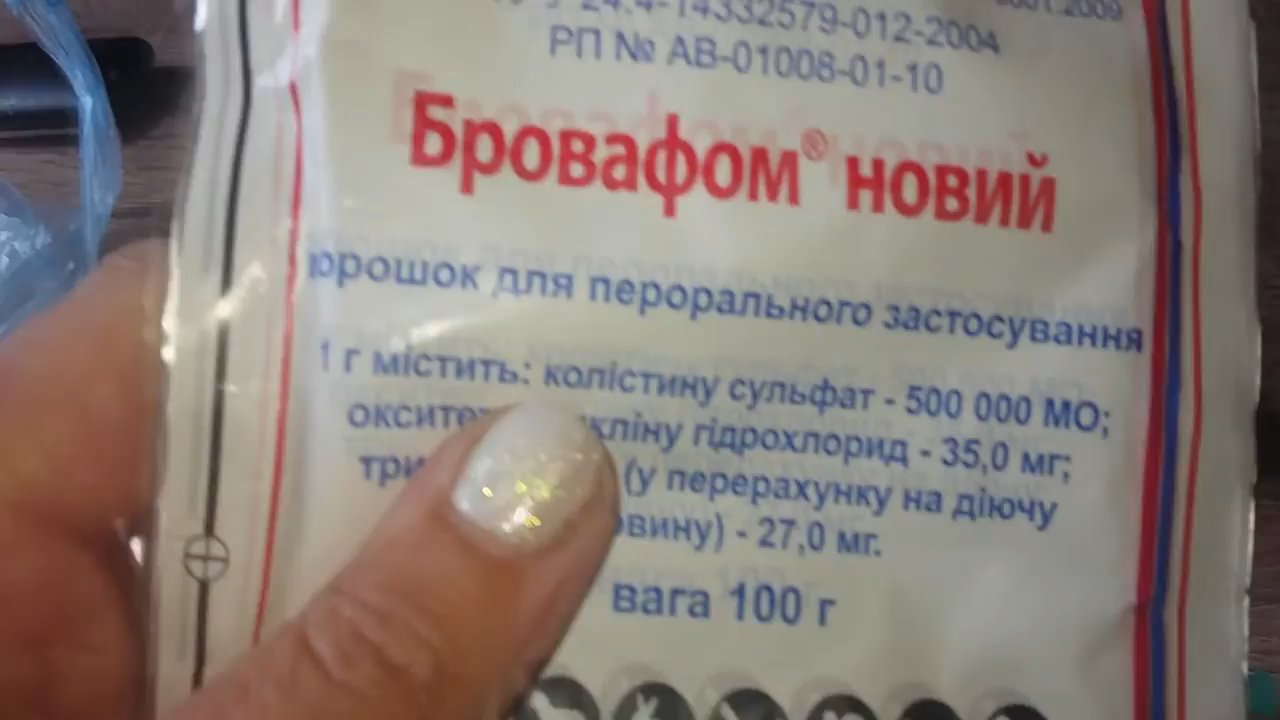 24.4-14332579-012-2004
РП № АВ-01008-01-10
Бровафом® новий
порошок для перорального застосування
1 г містить: колістину сульфат - 500 000 МО;
гідрохлорид - 35,0 мг;
(у перерахунку на діючу
- 27,0 мг.
вага 100 г